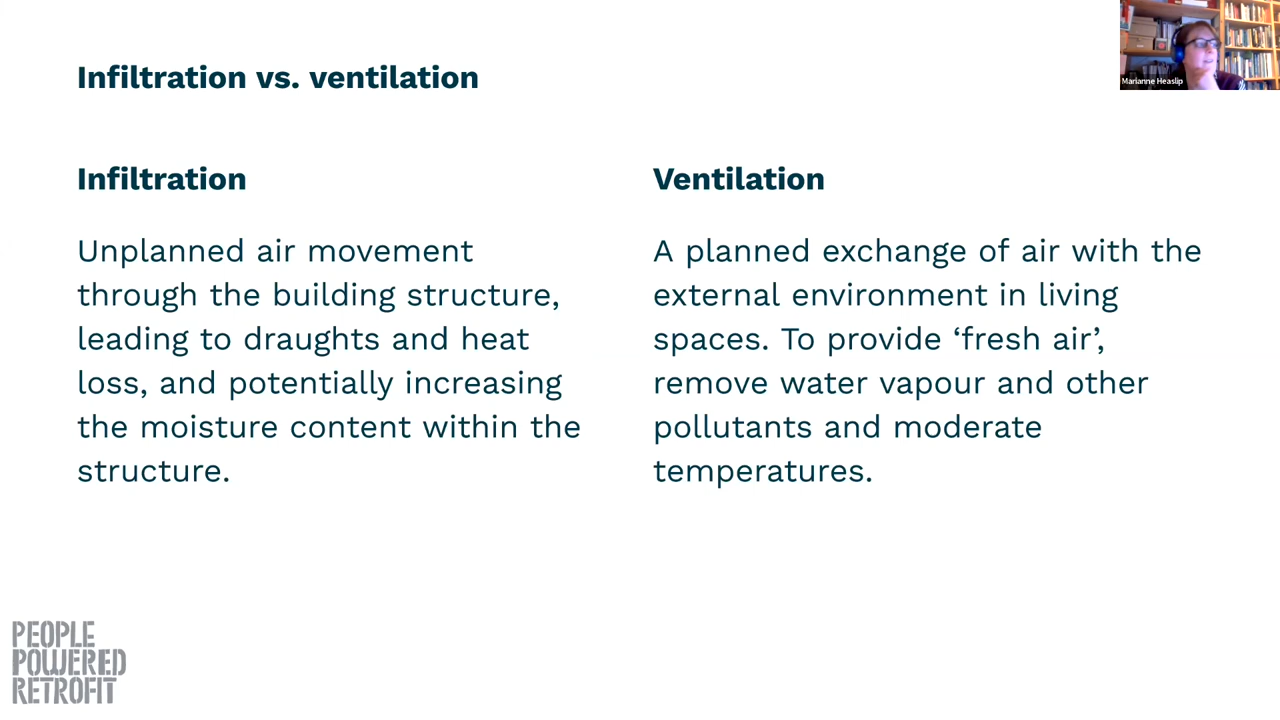 Infiltration vs. ventilation
Marianne Heaslip
Infiltration
Unplanned air movement
through the building structure,
leading to draughts and heat
loss, and potentially increasing
the moisture content within the
structure.
Ventilation
A planned exchange of air with the
external environment in living
spaces. To provide ‘fresh air’,
remove water vapour and other
pollutants and moderate
temperatures.
PEOPLE
POWERED
RETROFIT